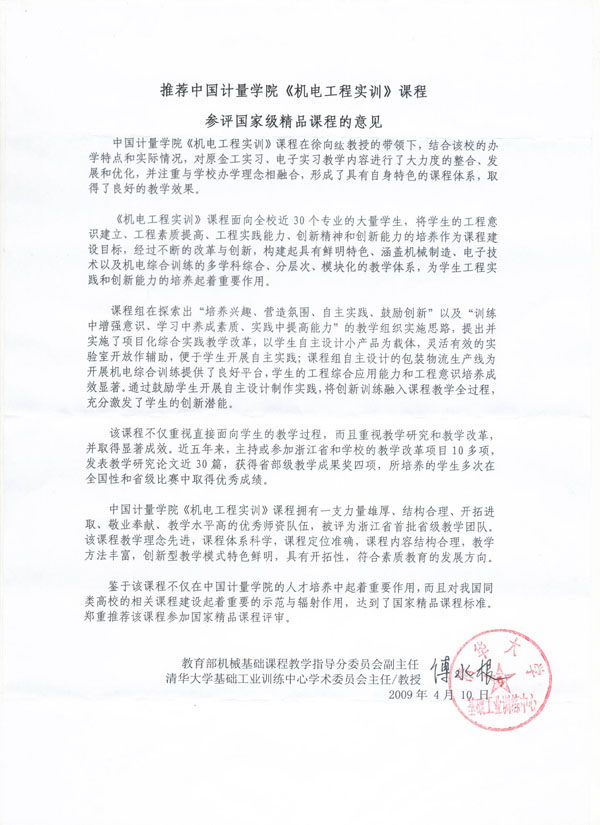 推荐中国计量学院《机电工程实训》课程
参评国家级精品课程的意见
中国计量学院《机电工程实训》课程在徐向纮教授的带领下，结合该校的办
学特点和实际情况，对原金工实习、电子实习教学内容进行了大力度的整合、
发展和优化，并注重与学校办学理念相融合，形成了具有自身特色的课程体系，
取得了良好的教学效果。
《机电工程实训》课程面向全校近30个专业的大量学生，将学生的工程意
识建立、工程素质提高、工程实践能力、创新精神和创新能力的培养作为课程建
设目标，经过不断的改革与创新，构建起具有鲜明特色、涵盖机械制造、电子技
术以及机电综合训练的多学科综合、分层次、模块化的教学体系，为学生工程实
践和创新能力的培养起着重要作用。
课程组在探索出“培养兴趣、营造氛围、自主实践、鼓励创新”以及“训练
中增强意识、学习中养成素质、实践中提高能力”的教学组织实施思路，提出并
实施了项目化综合实践教学改革，以学生自主设计小产品为载体，灵活有效的实
验室开放作辅助，便于学生开展自主实践；课程组自主设计的包装物流生产线为
开展机电综合训练提供了良好平台，学生的工程综合应用能力和工程意识培养成
效显著。通过鼓励学生开展自主设计制作实践，将创新训练融入课程教学全过程，
充分激发了学生的创新潜能。
该课程不仅重视直接面向学生的教学过程，而且重视教学研究和教学改革，
并取得显著成效。近五年来，主持或参加浙江省和学校的教学改革项目10多项，
发表教学研究论文近30篇，获得省部级教学成果奖四项，所培养的学生多次在
全国性和省级比赛中取得优秀成绩。
中国计量学院《机电工程实训》课程拥有一支力量雄厚、结构合理、开拓进
取、敬业奉献、教学水平高的优秀师资队伍，被评为浙江省首批省级教学团队。
该课程教学理念先进，课程体系科学，课程定位准确，课程内容结构合理，教学
方法丰富，创新型教学模式特色鲜明，具有开拓性，符合素质教育的发展方向。
鉴于该课程不仅在中国计量学院的人才培养中起着重要作用，而且对我国同
类高校的相关课程建设起着重要的示范与辐射作用，达到了国家精品课程标准。
郑重推荐该课程参加国家精品课程评审。
教育部机械基础课程教学指导分委员会副主任
清华大学基础工业训练中心学术委员会主任/教授
傅水根
2009年4月10日
清华大学
基础工业训练中心